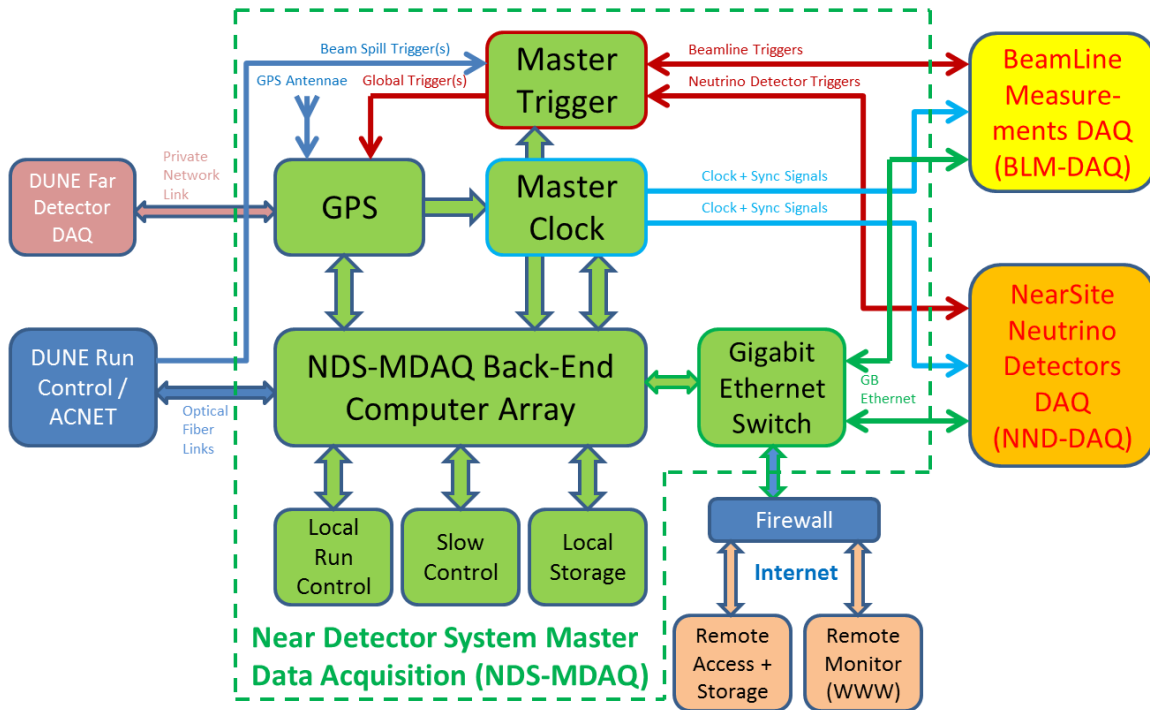 Beam Spill Trigger(s)
GPS Antennae
Global Trigger(s)
Master
Trigger
Beamline Triggers
Neutrino Detector Triggers
BeamLine
Measure-
ments DAQ
(BLM-DAQ)
DUNE Far
Detector
DAQ
Private
Network
Link
GPS
Master
Clock
Clock + Sync Signals
Clock + Sync Signals
DUNE Run
Control /
ACNET
Optical
Fiber
Links
NDS-MDAQ Back-End
Computer Array
Gigabit
Ethernet
Switch
GB
Ethernet
NearSite
Neutrino
Detectors
DAQ
(NND-DAQ)
Local
Run
Control
Slow
Control
Local
Storage
Firewall
Internet
Remote
Access +
Storage
Remote
Monitor
(WWW)
Near Detector System Master
Data Acquisition (NDS-MDAQ)